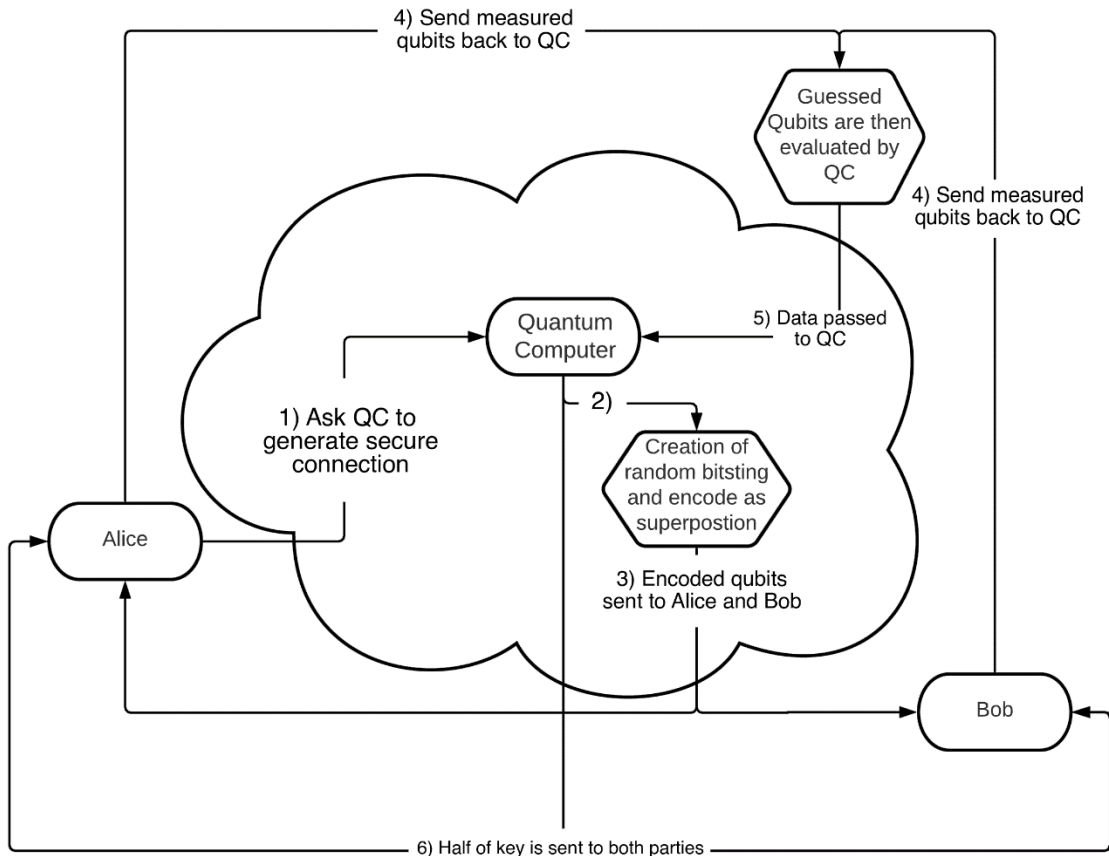 4) Send measured
qubits back to QC
Guessed
Qubits are then
evaluated by
QC
4) Send measured
qubits back to QC
Quantum
Computer
5) Data passed
to QC
2)
1) Ask QC to
generate secure
connection
Creation of
random bitsting
and encode as
superpostion
Alice
3) Encoded qubits
sent to Alice and Bob
Bob
6) Half of key is sent to both parties